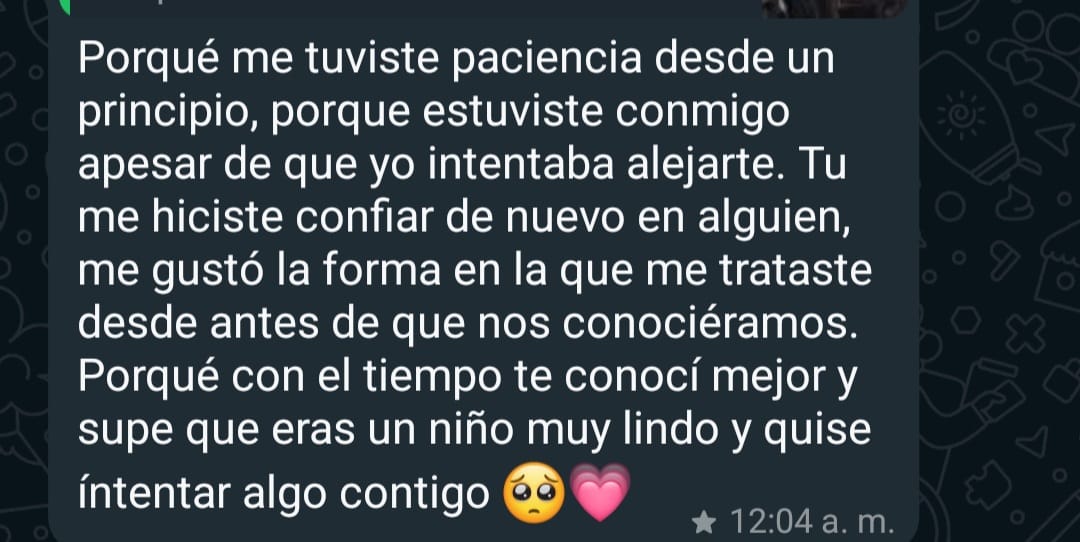 Porqué me tuviste paciencia desde un
principio, porque estuviste conmigo
apesar de que yo intentaba alejarte. Tu
me hiciste confiar de nuevo en alguien,
me gustó la forma en la que me trataste
desde antes de que nos conociéramos.
Porqué con el tiempo te conocí mejor y
supe que eras un niño muy lindo y quise
íntentar algo contigo 🥺💗
★ 12:04 a. m.